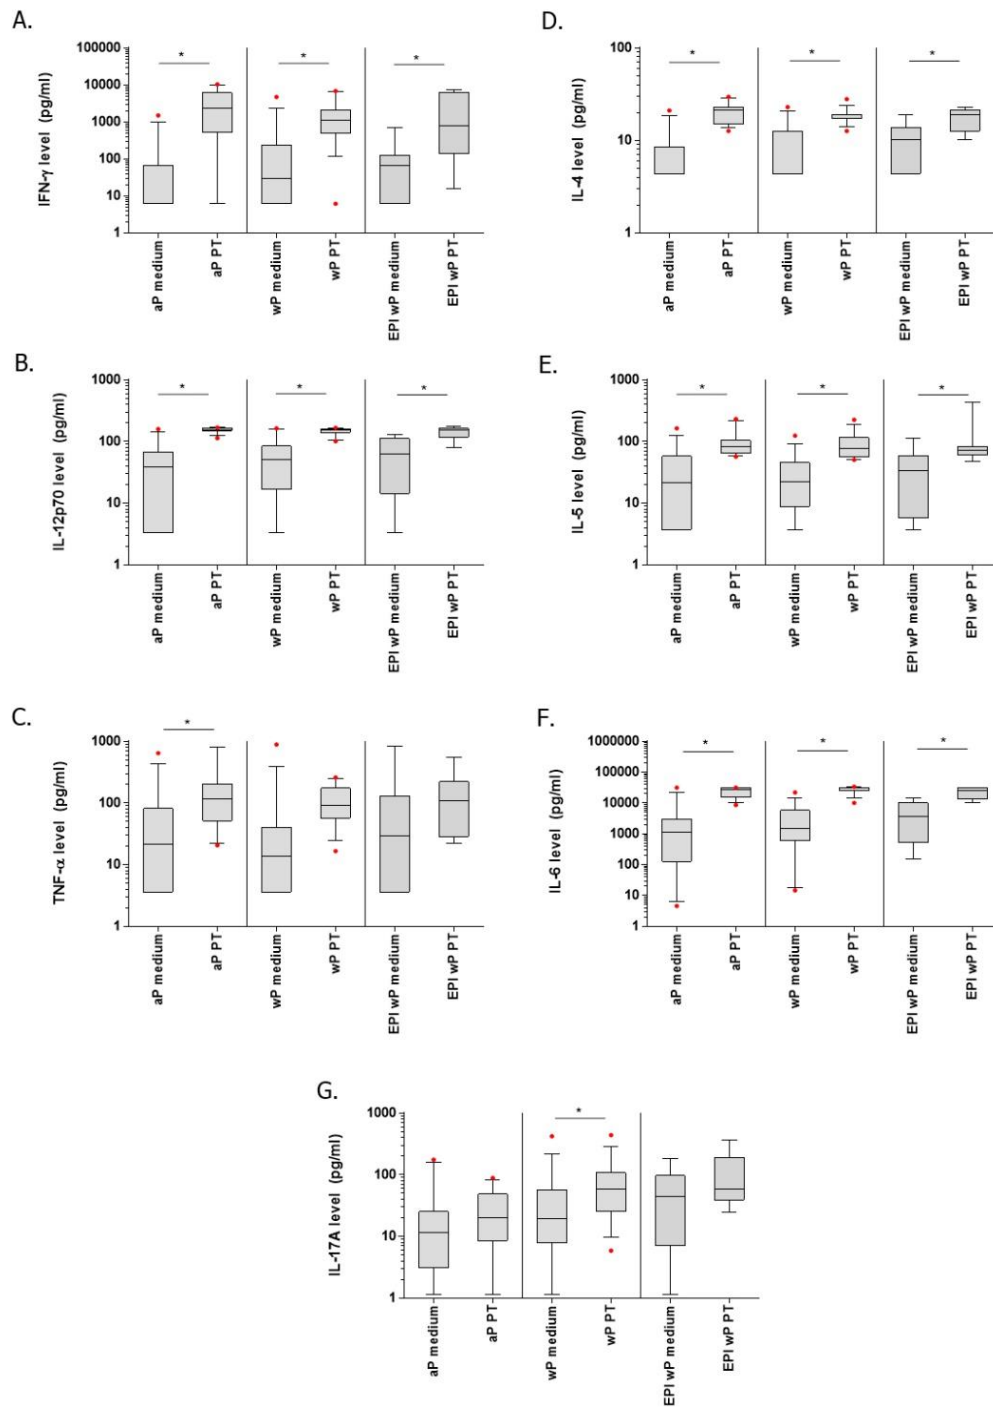 A.
IFN-γ level (pg/ml)
100000
10000
1000
100
10
1
*
*
*
aP medium
aP PT
wP medium
wP PT
EPI wP medium
EPI wP PT
D.
IL-4 level (pg/ml)
100
10
1
*
*
*
aP medium
aP PT
wP medium
wP PT
EPI wP medium
EPI wP PT
B.
IL-12p70 level (pg/ml)
1000
100
10
1
*
*
*
aP medium
aP PT
wP medium
wP PT
EPI wP medium
EPI wP PT
E.
IL-5 level (pg/ml)
1000
100
10
1
*
*
*
aP medium
aP PT
wP medium
wP PT
EPI wP medium
EPI wP PT
C.
TNF-α level (pg/ml)
1000
100
10
1
*
aP medium
aP PT
wP medium
wP PT
EPI wP medium
EPI wP PT
F.
IL-6 level (pg/ml)
1000000
100000
10000
1000
100
10
1
*
*
*
aP medium
aP PT
wP medium
wP PT
EPI wP medium
EPI wP PT
G.
IL-17A level (pg/ml)
1000
100
10
1
*
aP medium
aP PT
wP medium
wP PT
EPI wP medium
EPI wP PT